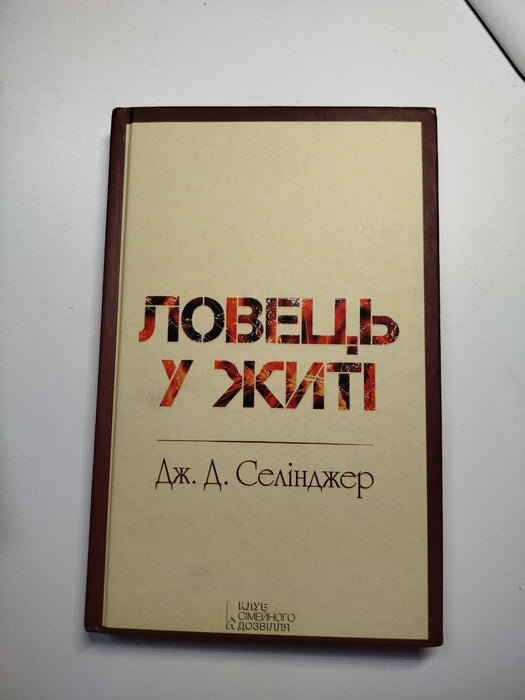 ЛОВЕЦЬ
У ЖИТІ
Дж. Д. Селінджер
КЛУБ
СІМЕЙНОГО
ДОЗВІЛЛЯ